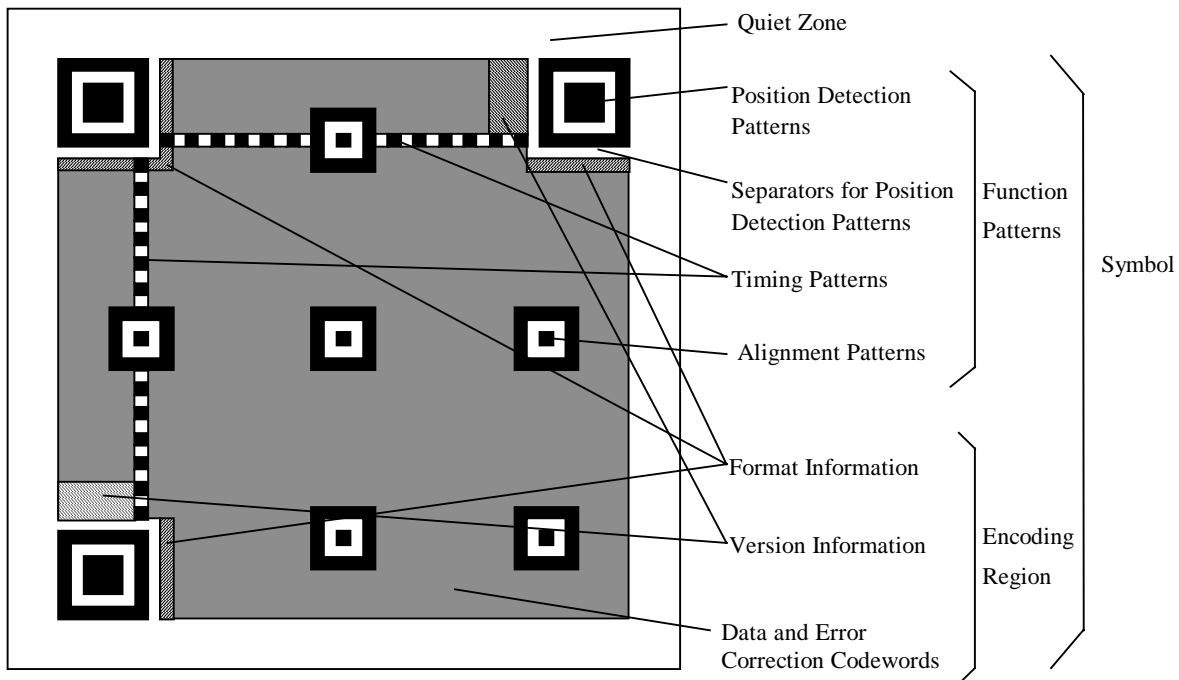 Quiet Zone
Position Detection
Patterns
Separators for Position
Detection Patterns
Timing Patterns
Alignment Patterns
Function
Patterns
Symbol
Format Information
Version Information
Encoding
Region
Data and Error
Correction Codewords